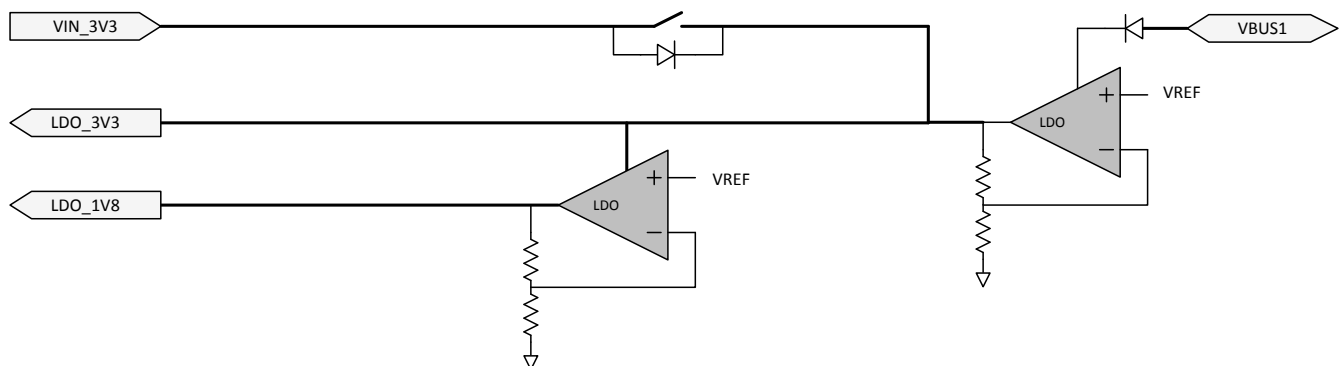 VIN_3V3
VBUS1
+
VREF
LDO_3V3
LDO
−
+
VREF
LDO_1V8
LDO
−